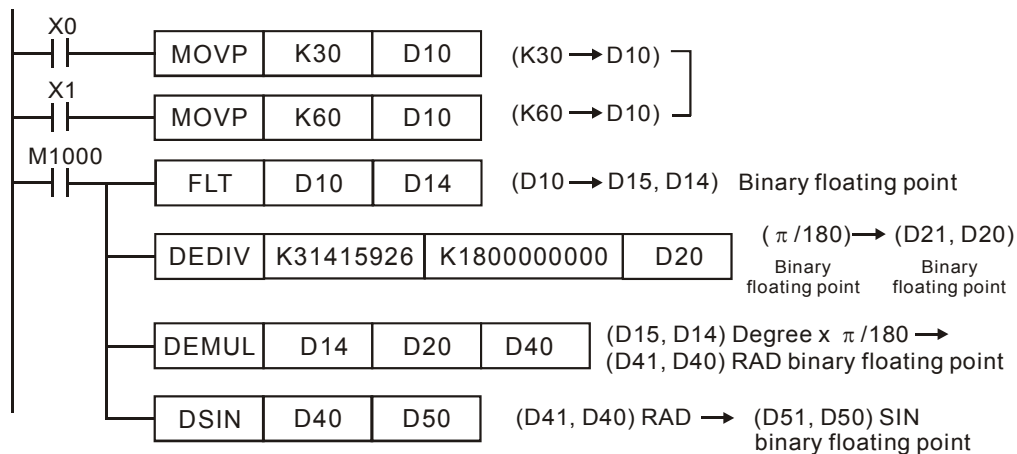 X0
MOVP K30 D10 (K30 → D10)
X1
MOVP K60 D10 (K60 → D10)
M1000
FLT D10 D14 (D10 → D15, D14) Binary floating point
DEDIV K31415926 K1800000000 D20 (π/180) → (D21, D20)
Binary floating point Binary floating point
DEMUL D14 D20 D40 (D15, D14) Degree x π/180 →
(D41, D40) RAD binary floating point
DSIN D40 D50 (D41, D40) RAD → (D51, D50) SIN
binary floating point